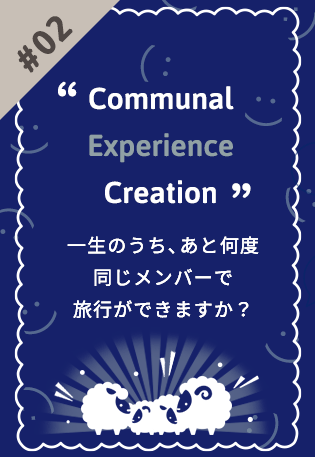 #02
“ Communal
Experience
Creation ”
一生のうち、あと何度
同じメンバーで
旅行ができますか？